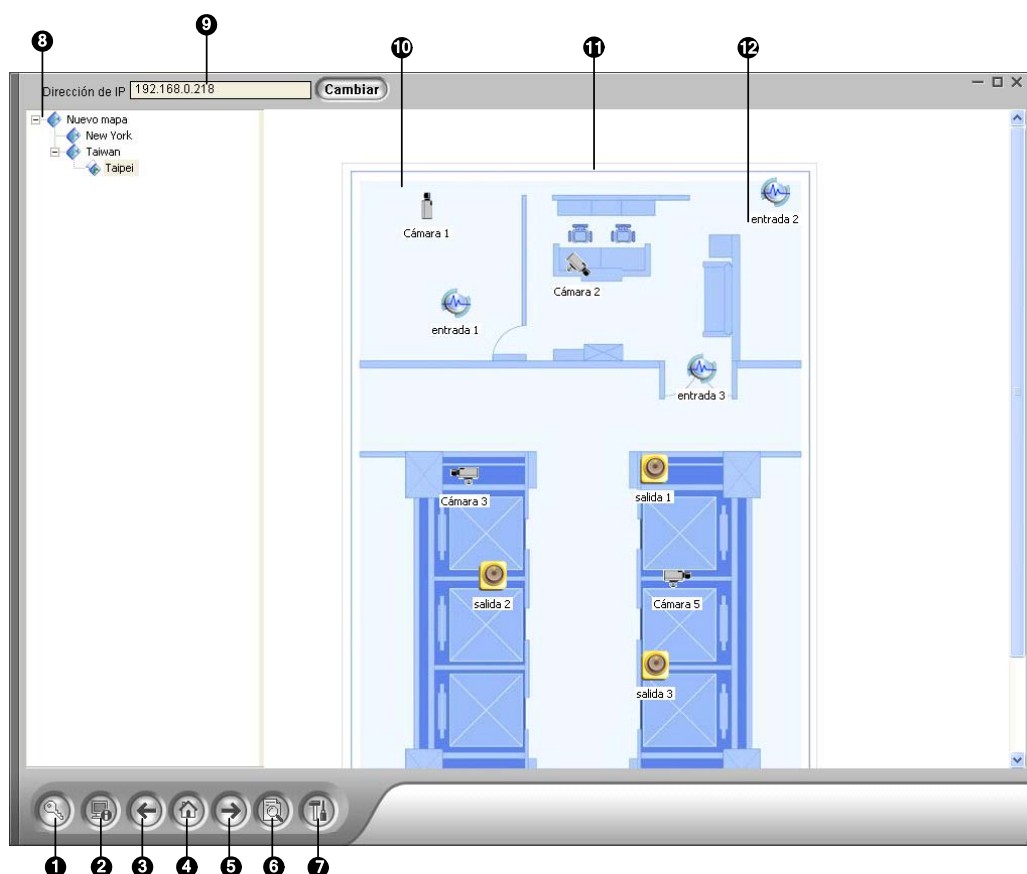 8
9
10
11
12
Dirección de IP 192.168.0.218 Cambiar
Nuevo mapa
New York
Taiwan
Taipei
Cámara 1
entrada 2
Cámara 2
entrada 1
entrada 3
Cámara 3
salida 1
salida 2
Cámara 5
salida 3
1
2
3
4
5
6
7